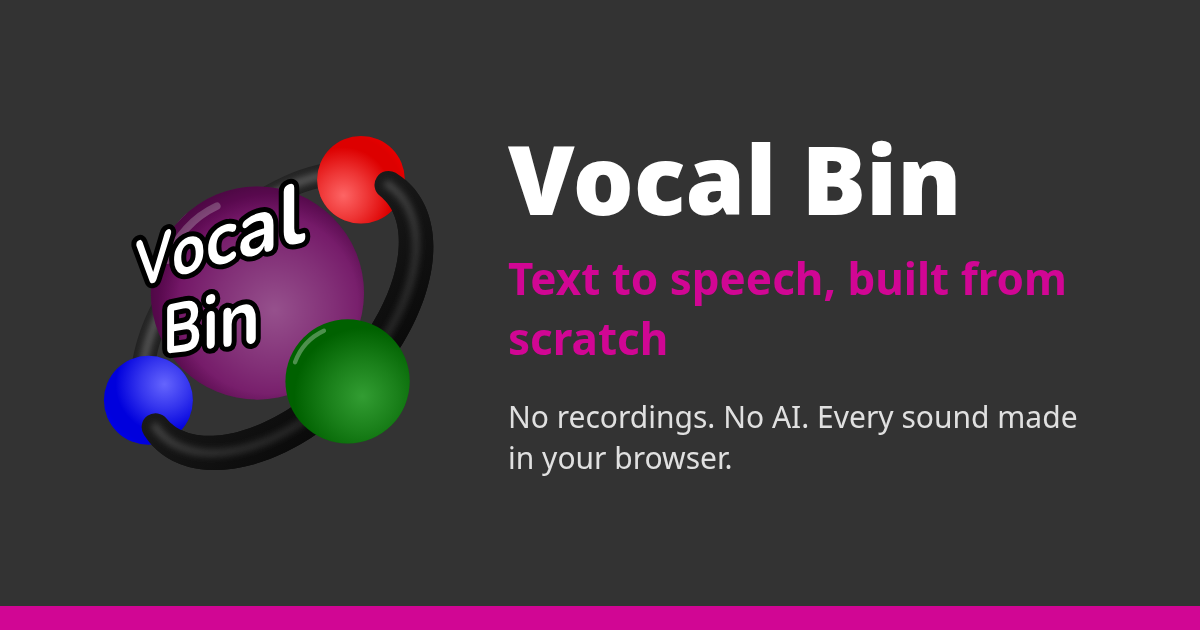 Vocal
Bin
Vocal Bin
Text to speech, built from
scratch
No recordings. No AI. Every sound made
in your browser.